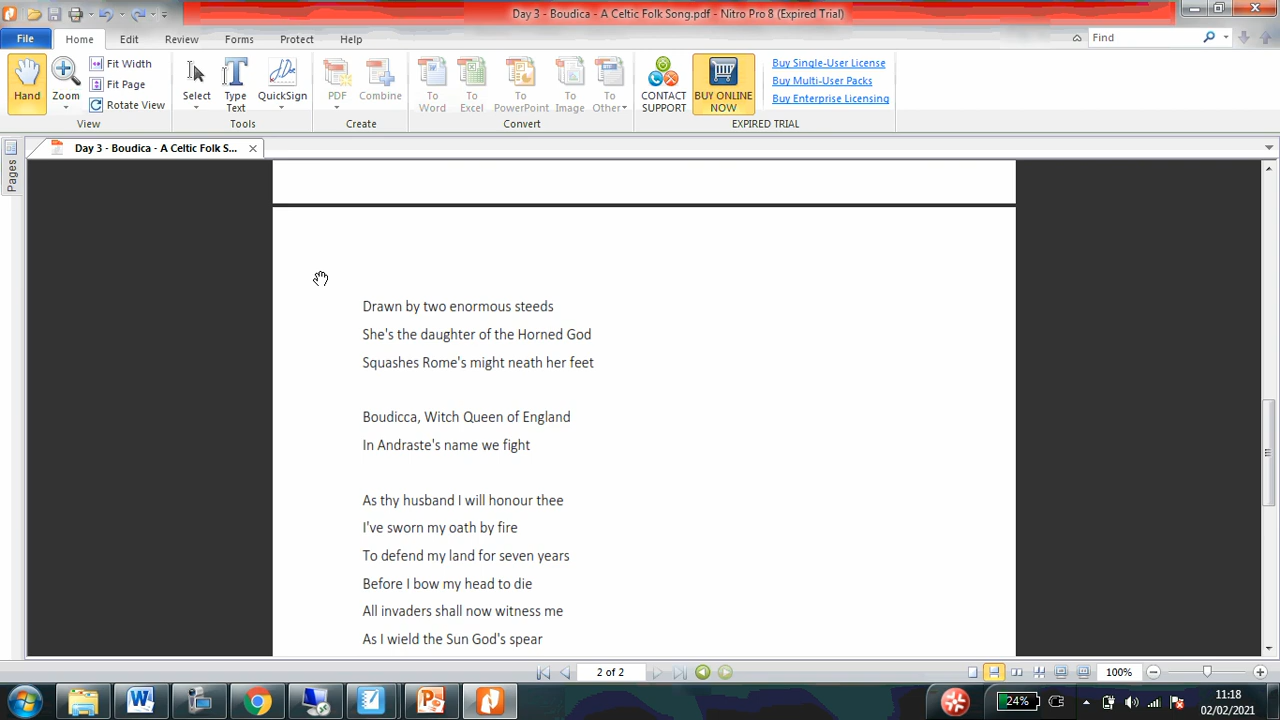 Day 3 - Boudica - A Celtic Folk Song.pdf - Nitro Pro 8 (Expired Trial)
File Home Edit Review Forms Protect Help
Find
Hand
Zoom
Fit Width
Fit Page
Rotate View
View
Select
Type Text
QuickSign
Tools
PDF
Combine
Create
To Word
To Excel
To PowerPoint
To Image
To Other
Convert
CONTACT SUPPORT
BUY ONLINE NOW
Buy Single-User License
Buy Multi-User Packs
Buy Enterprise Licensing
EXPIRED TRIAL
Day 3 - Boudica - A Celtic Folk S...
Pages
Drawn by two enormous steeds
She's the daughter of the Horned God
Squashes Rome's might neath her feet
Boudicca, Witch Queen of England
In Andraste's name we fight
As thy husband I will honour thee
I've sworn my oath by fire
To defend my land for seven years
Before I bow my head to die
All invaders shall now witness me
As I wield the Sun God's spear
2 of 2
100%
24%
11:18
02/02/2021